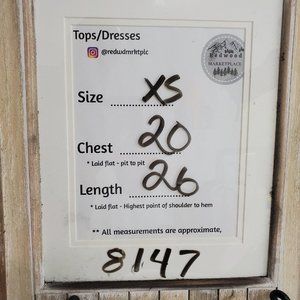 Tops/Dresses
@redwdmrktplc
Redwood
MARKETPLACE
Size .......... XS
Chest .......... 20
* Laid flat - pit to pit
Length .......... 26
* Laid flat - Highest point of shoulder to hem
** All measurements are approximate,
8147